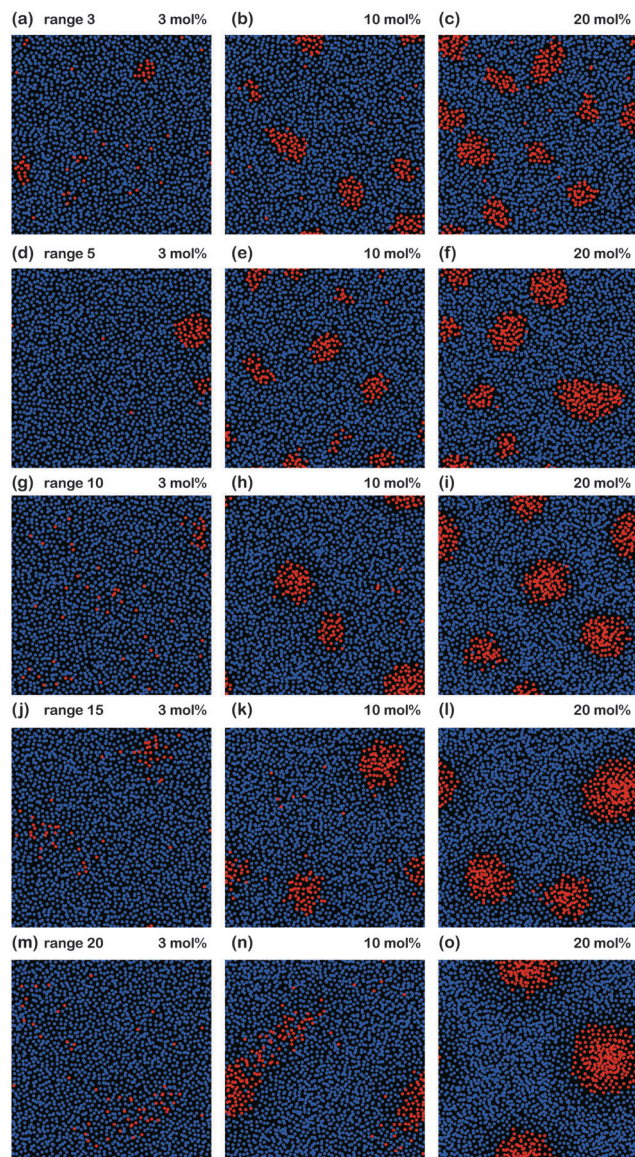 (a) range 3 3 mol% (b) 10 mol% (c) 20 mol%
(d) range 5 3 mol% (e) 10 mol% (f) 20 mol%
(g) range 10 3 mol% (h) 10 mol% (i) 20 mol%
(j) range 15 3 mol% (k) 10 mol% (l) 20 mol%
(m) range 20 3 mol% (n) 10 mol% (o) 20 mol%